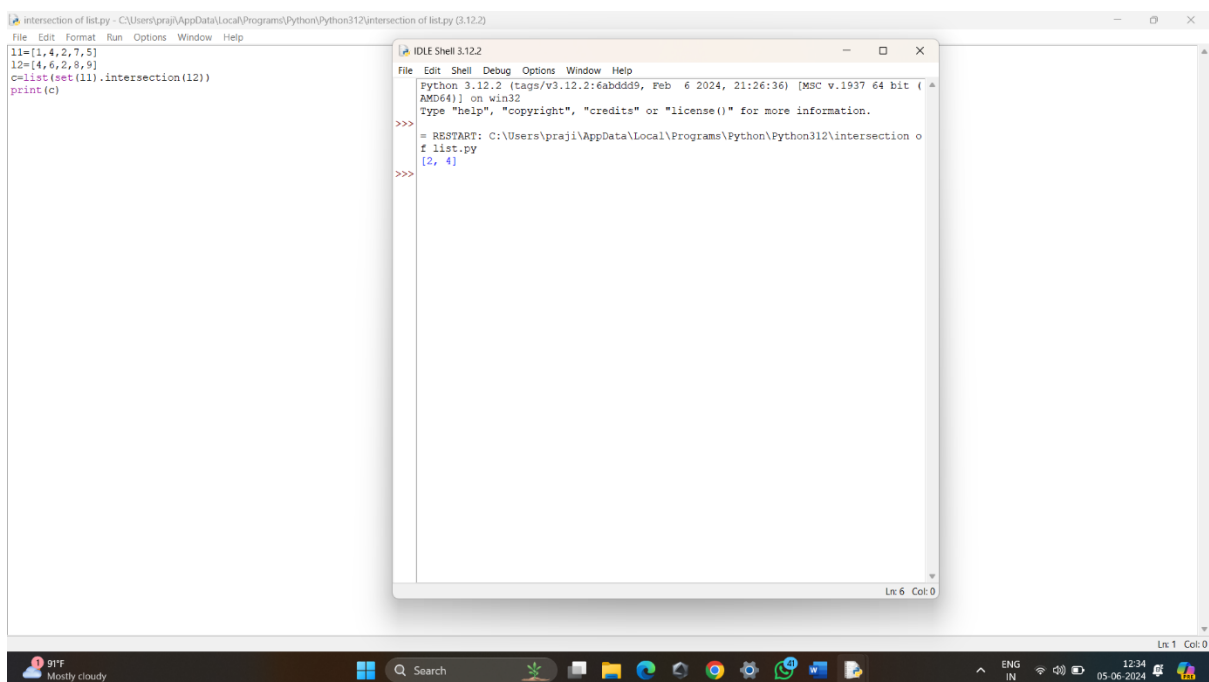 intersection of list.py - C:\Users\praji\AppData\Local\Programs\Python\Python312\intersection of list.py (3.12.2)
File Edit Format Run Options Window Help
l1=[1,4,2,7,5]
l2=[4,6,2,8,9]
c=list(set(l1).intersection(l2))
print(c)
IDLE Shell 3.12.2
File Edit Shell Debug Options Window Help
Python 3.12.2 (tags/v3.12.2:6abddd9, Feb  6 2024, 21:26:36) [MSC v.1937 64 bit (
AMD64)] on win32
Type "help", "copyright", "credits" or "license()" for more information.
>>>
= RESTART: C:\Users\praji\AppData\Local\Programs\Python\Python312\intersection o
f list.py
[2, 4]
>>>
Ln: 6 Col: 0
Ln: 1 Col: 0
1
91°F
Mostly cloudy
Search
41
W
ENG
IN
12:34
05-06-2024
PRE